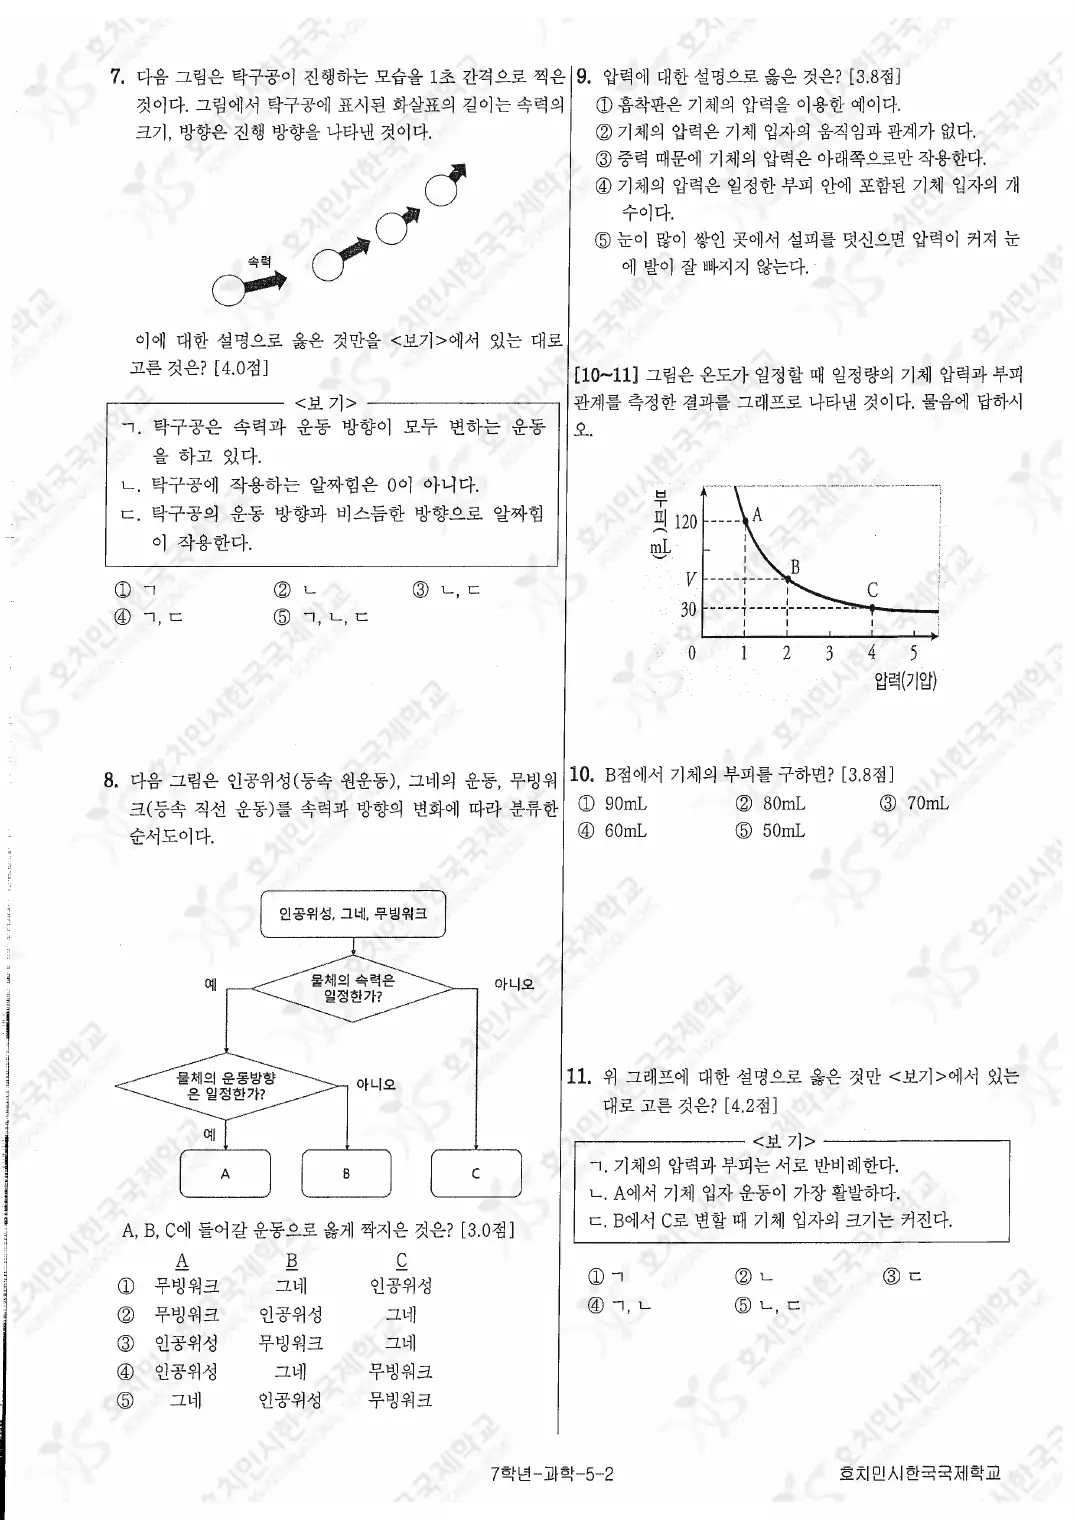 7. 다음 그림은 탁구공이 진행하는 모습을 1초 간격으로 찍은
것이다. 그림에서 탁구공에 표시된 화살표의 길이는 속력의
크기, 방향은 진행 방향을 나타낸 것이다.
속력
이에 대한 설명으로 옳은 것만을 <보기>에서 있는 대로
고른 것은? [4.0점]
<보 기>
ㄱ. 탁구공은 속력과 운동 방향이 모두 변하는 운동
을 하고 있다.
ㄴ. 탁구공에 작용하는 알짜힘은 0이 아니다.
ㄷ. 탁구공의 운동 방향과 비스듬한 방향으로 알짜힘
이 작용한다.
① ㄱ ② ㄴ ③ ㄴ, ㄷ
④ ㄱ, ㄷ ⑤ ㄱ, ㄴ, ㄷ
8. 다음 그림은 인공위성(등속 원운동), 그네의 운동, 무빙워
크(등속 직선 운동)를 속력과 방향의 변화에 따라 분류한
순서도이다.
인공위성, 그네, 무빙워크
예 물체의 속력은 아니오
일정한가?
물체의 운동방향 아니오
은 일정한가?
예
A B C
A, B, C에 들어갈 운동으로 옳게 짝지은 것은? [3.0점]
A B C
① 무빙워크 그네 인공위성
② 무빙워크 인공위성 그네
③ 인공위성 무빙워크 그네
④ 인공위성 그네 무빙워크
⑤ 그네 인공위성 무빙워크
9. 압력에 대한 설명으로 옳은 것은? [3.8점]
① 흡착판은 기체의 압력을 이용한 예이다.
② 기체의 압력은 기체 입자의 움직임과 관계가 없다.
③ 중력 때문에 기체의 압력은 아래쪽으로만 작용한다.
④ 기체의 압력은 일정한 부피 안에 포함된 기체 입자의 개
수이다.
⑤ 눈이 많이 쌓인 곳에서 설피를 덧신으면 압력이 커져 눈
에 발이 잘 빠지지 않는다.
[10~11] 그림은 온도가 일정할 때 일정량의 기체 압력과 부피
관계를 측정한 결과를 그래프로 나타낸 것이다. 물음에 답하시
오.
부피(mL)
120 A
V B
30 C
0 1 2 3 4 5
압력(기압)
10. B점에서 기체의 부피를 구하면? [3.8점]
① 90mL ② 80mL ③ 70mL
④ 60mL ⑤ 50mL
11. 위 그래프에 대한 설명으로 옳은 것만 <보기>에서 있는
대로 고른 것은? [4.2점]
<보 기>
ㄱ. 기체의 압력과 부피는 서로 반비례한다.
ㄴ. A에서 기체 입자 운동이 가장 활발하다.
ㄷ. B에서 C로 변할 때 기체 입자의 크기는 커진다.
① ㄱ ② ㄴ ③ ㄷ
④ ㄱ, ㄴ ⑤ ㄴ, ㄷ
7학년-과학-5-2
호치민시한국국제학교